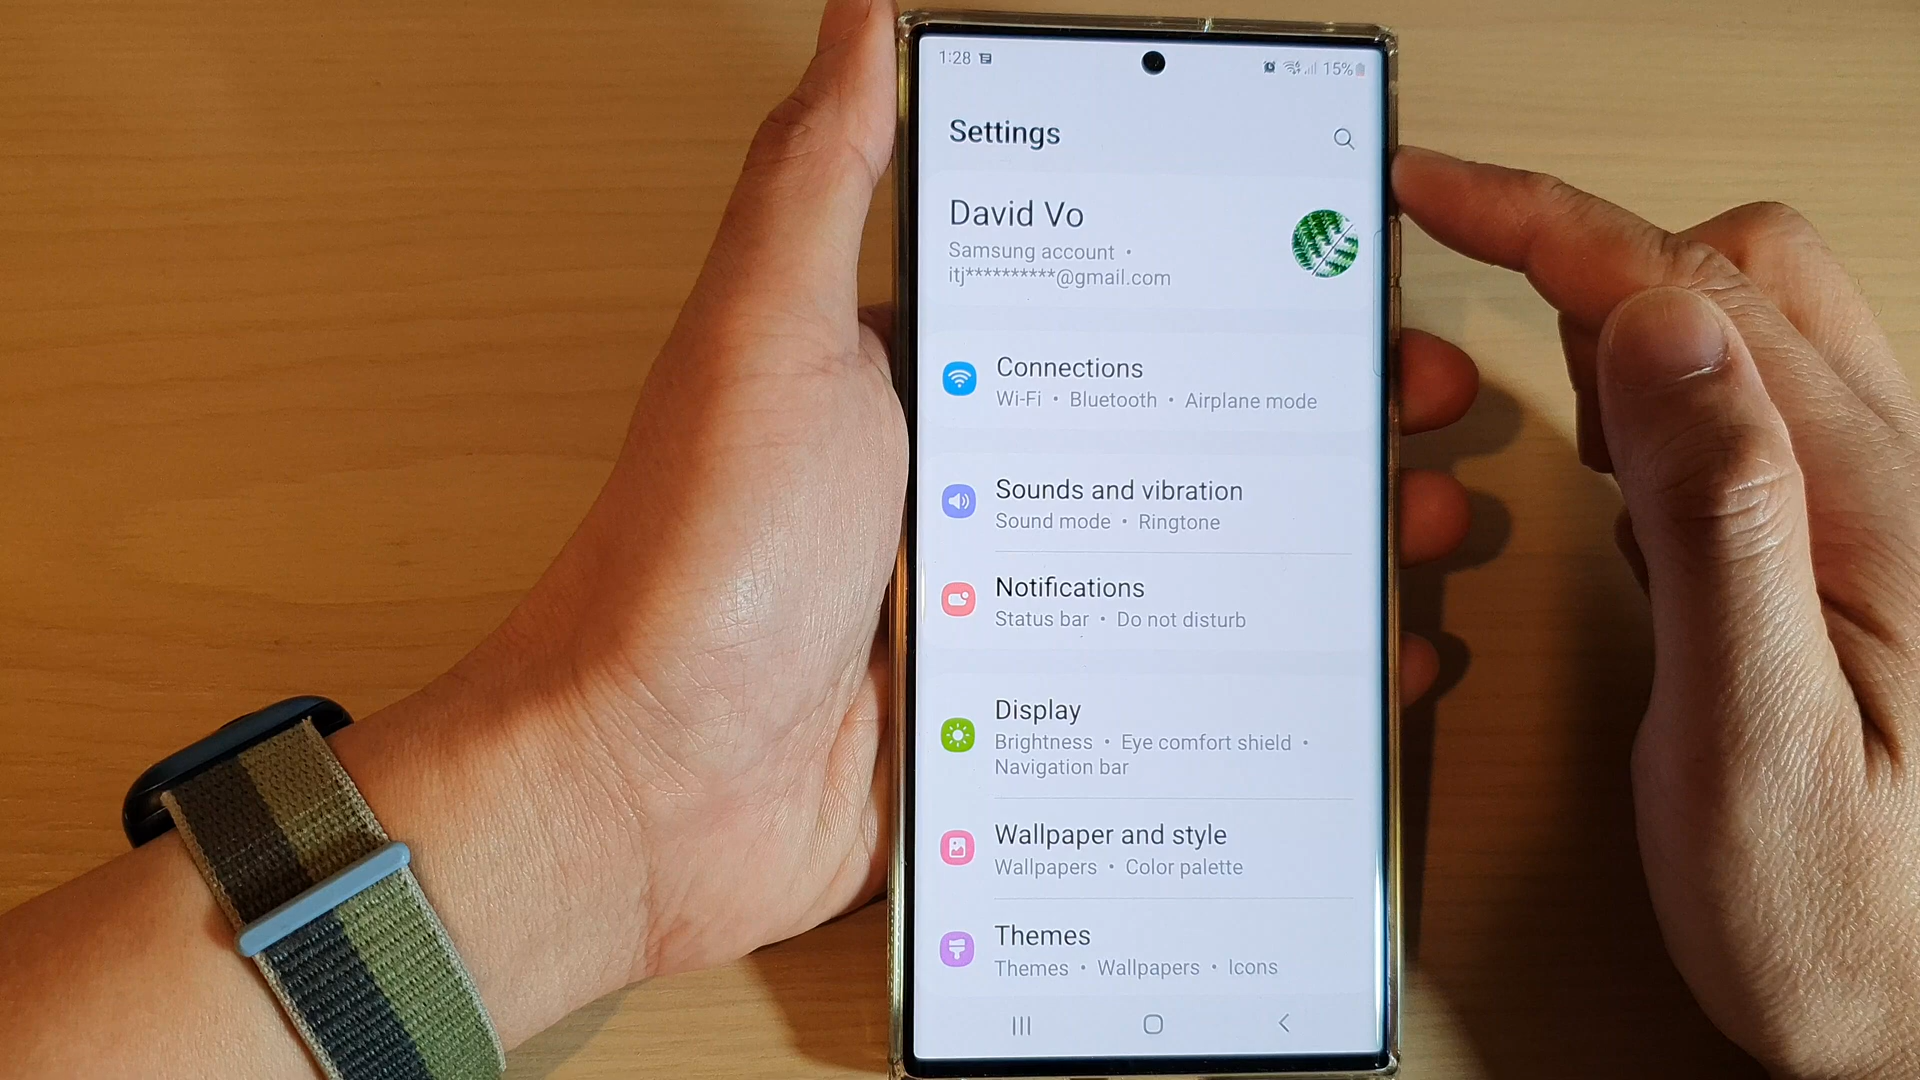 1:28
15%
Settings
David Vo
Samsung account •
itj**********@gmail.com
Connections
Wi-Fi • Bluetooth • Airplane mode
Sounds and vibration
Sound mode • Ringtone
Notifications
Status bar • Do not disturb
Display
Brightness • Eye comfort shield •
Navigation bar
Wallpaper and style
Wallpapers • Color palette
Themes
Themes • Wallpapers • Icons